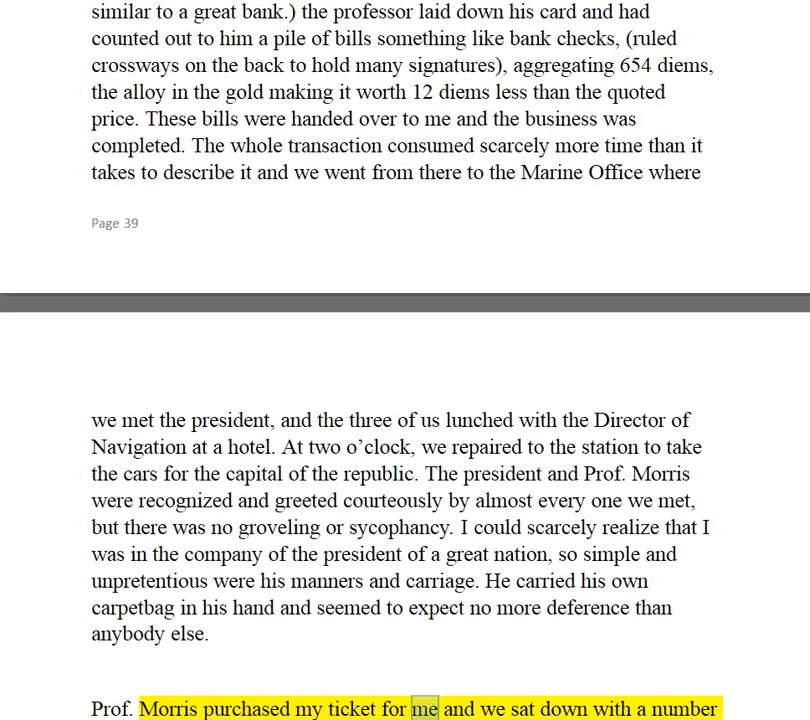 similar to a great bank.) the professor laid down his card and had
counted out to him a pile of bills something like bank checks, (ruled
crossways on the back to hold many signatures), aggregating 654 diems,
the alloy in the gold making it worth 12 diems less than the quoted
price. These bills were handed over to me and the business was
completed. The whole transaction consumed scarcely more time than it
takes to describe it and we went from there to the Marine Office where
Page 39
we met the president, and the three of us lunched with the Director of
Navigation at a hotel. At two o’clock, we repaired to the station to take
the cars for the capital of the republic. The president and Prof. Morris
were recognized and greeted courteously by almost every one we met,
but there was no groveling or sycophancy. I could scarcely realize that I
was in the company of the president of a great nation, so simple and
unpretentious were his manners and carriage. He carried his own
carpetbag in his hand and seemed to expect no more deference than
anybody else.
Prof. Morris purchased my ticket for me and we sat down with a number